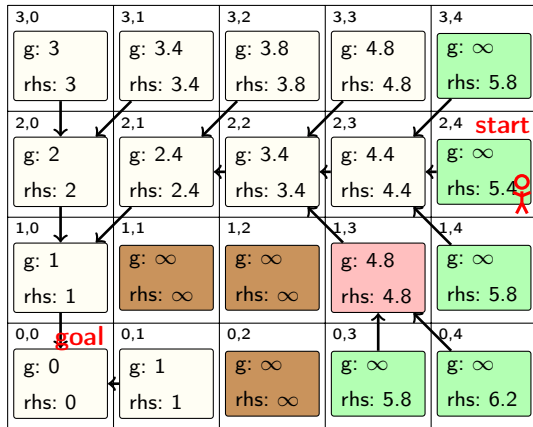 3,0 3,1 3,2 3,3 3,4
g: 3 g: 3.4 g: 3.8 g: 4.8 g: ∞
rhs: 3 rhs: 3.4 rhs: 3.8 rhs: 4.8 rhs: 5.8
2,0 2,1 2,2 2,3 2,4 start
g: 2 g: 2.4 g: 3.4 g: 4.4 g: ∞
rhs: 2 rhs: 2.4 rhs: 3.4 rhs: 4.4 rhs: 5.4
1,0 1,1 1,2 1,3 1,4
g: 1 g: ∞ g: ∞ g: 4.8 g: ∞
rhs: 1 rhs: ∞ rhs: ∞ rhs: 4.8 rhs: 5.8
0,0 goal 0,1 0,2 0,3 0,4
g: 0 g: 1 g: ∞ g: ∞ g: ∞
rhs: 0 rhs: 1 rhs: ∞ rhs: 5.8 rhs: 6.2